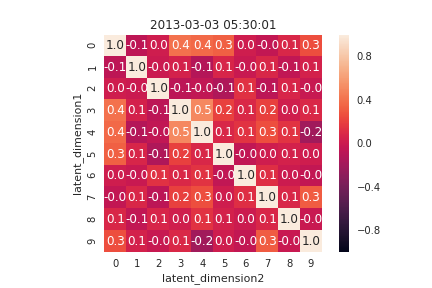 2013-03-03 05:30:01
0 1.0 -0.1 0.0 0.4 0.4 0.3 0.0 -0.0 0.1 0.3
1 -0.1 1.0 -0.0 0.1 -0.1 0.1 -0.0 0.1 -0.1 0.1
2 0.0 -0.0 1.0 -0.1 -0.0 -0.1 0.1 -0.1 0.1 -0.0
3 0.4 0.1 -0.1 1.0 0.5 0.2 0.1 0.2 0.0 0.1
4 0.4 -0.1 -0.0 0.5 1.0 0.1 0.1 0.3 0.1 -0.2
5 0.3 0.1 -0.1 0.2 0.1 1.0 -0.0 0.0 0.1 0.0
6 0.0 -0.0 0.1 0.1 0.1 -0.0 1.0 0.1 0.0 -0.0
7 -0.0 0.1 -0.1 0.2 0.3 0.0 0.1 1.0 0.1 0.3
8 0.1 -0.1 0.1 0.0 0.1 0.1 0.0 0.1 1.0 -0.0
9 0.3 0.1 -0.0 0.1 -0.2 0.0 -0.0 0.3 -0.0 1.0
0 1 2 3 4 5 6 7 8 9
latent_dimension1
latent_dimension2
0.8
0.4
0.0
−0.4
−0.8